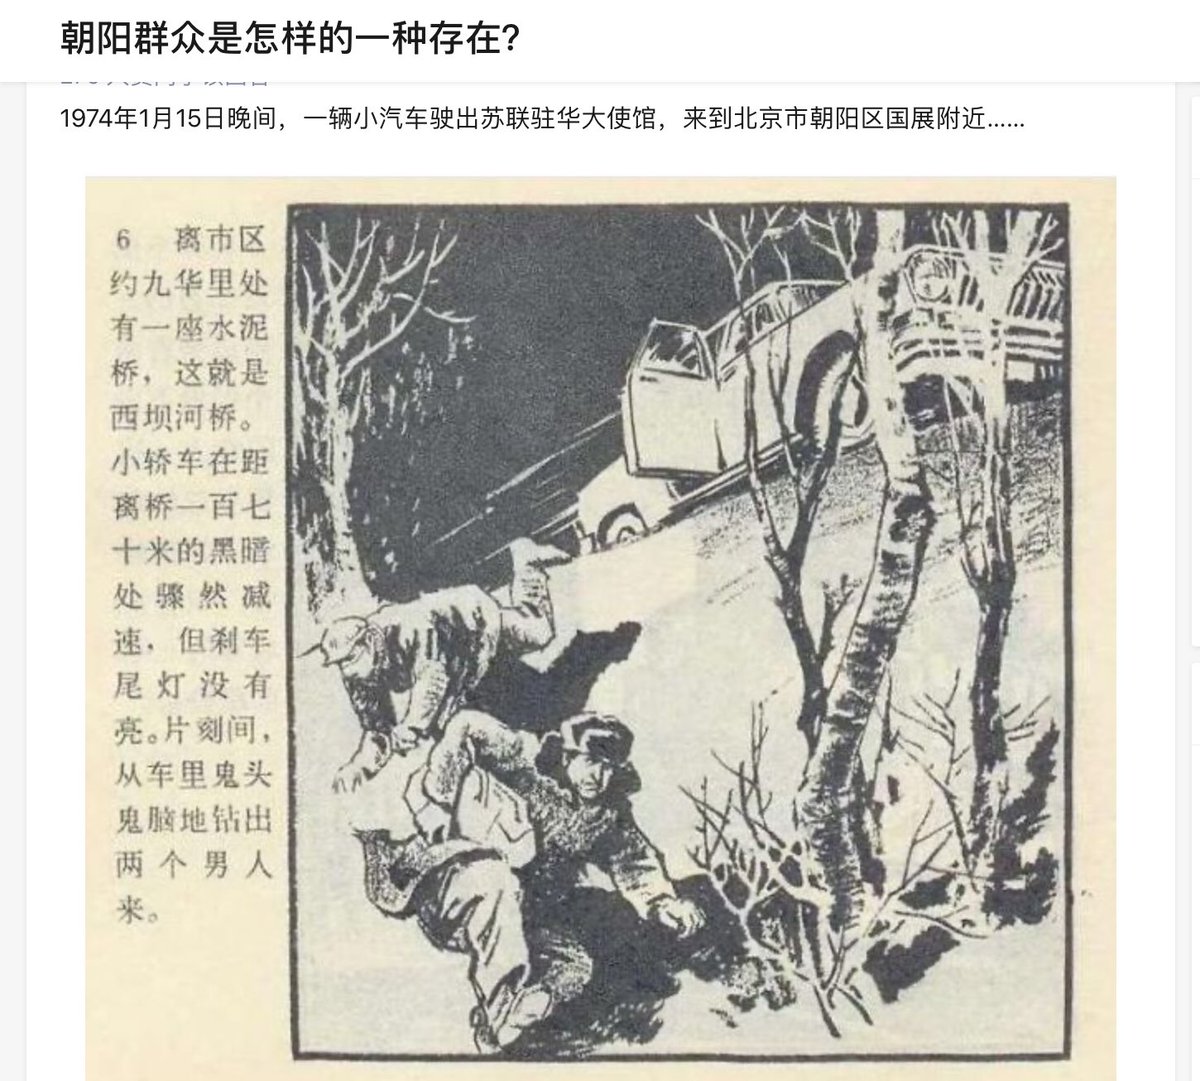 朝阳群众是怎样的一种存在?
1974年1月15日晚间，一辆小汽车驶出苏联驻华大使馆，来到北京市朝阳区国展附近......
6 离市区
约九华里处
有一座水泥
桥，这就是
西坝河桥。
小轿车在距
离桥一百七
十米的黑暗
处骤然减
速，但刹车
尾灯没有
亮。片刻间，
从车里鬼头
鬼脑地钻出
两个男人
来。